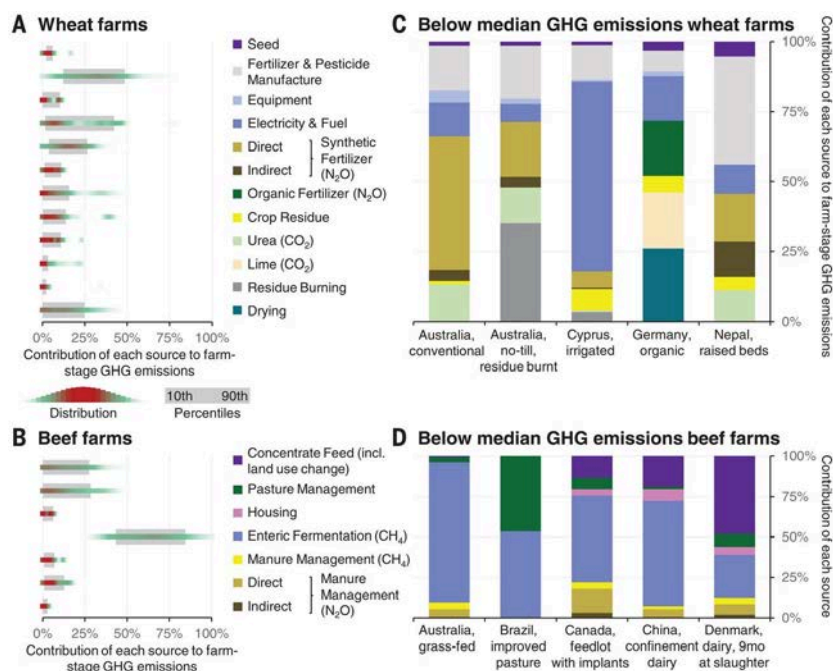 A Wheat farms
Seed
Fertilizer & Pesticide
Manufacture
Equipment
Electricity & Fuel
Direct
Indirect
Synthetic
Fertilizer
(N₂O)
Organic Fertilizer (N₂O)
Crop Residue
Urea (CO₂)
Lime (CO₂)
Residue Burning
Drying
0% 25% 50% 75% 100%
Contribution of each source to farm-
stage GHG emissions
10th 90th
Distribution Percentiles
B Beef farms
Concentrate Feed (incl.
land use change)
Pasture Management
Housing
Enteric Fermentation (CH₄)
Manure Management (CH₄)
Direct
Indirect
Manure
Management
(N₂O)
0% 25% 50% 75% 100%
Contribution of each source to farm-
stage GHG emissions
C Below median GHG emissions wheat farms
100%
75%
50%
25%
0%
Contribution of each source to farm-stage GHG emissions
Australia,
conventional
Australia,
no-till,
residue burnt
Cyprus,
irrigated
Germany,
organic
Nepal,
raised beds
D Below median GHG emissions beef farms
100%
75%
50%
25%
0%
Contribution of
each source
Australia,
grass-fed
Brazil,
improved
pasture
Canada,
feedlot
with implants
China,
confinement
dairy
Denmark,
dairy, 9mo
at slaughter